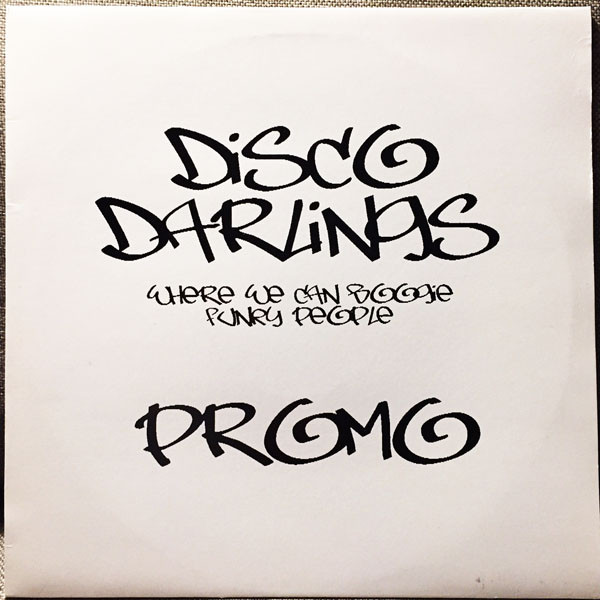 DiSCO
DARLiNGS
WHERE WE CAN BOOGiE
FUNKY PEOPLE
PROMO